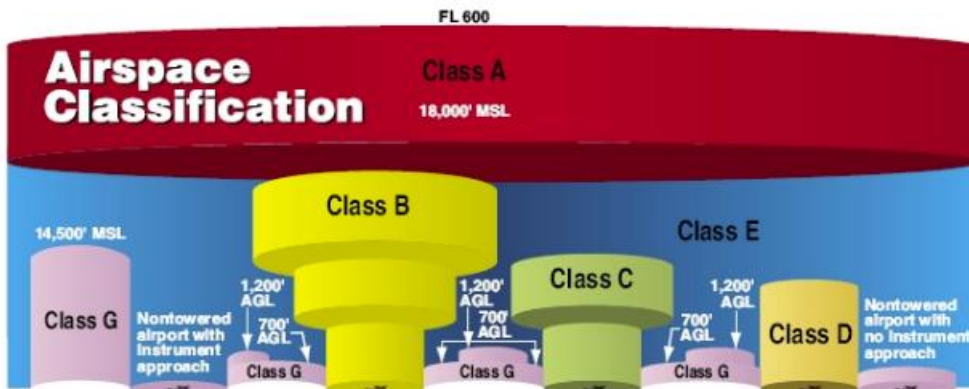 FL 600
Airspace
Classification
Class A
18,000' MSL
Class B
Class E
14,500' MSL
Class G
Nontowered
airport with
Instrument
approach
1,200'
AGL
700'
AGL
Class G
1,200'
AGL
700'
AGL
Class G
Class C
700'
AGL
1,200'
AGL
Class G
Class D
Nontowered
airport with
no Instrument
approach